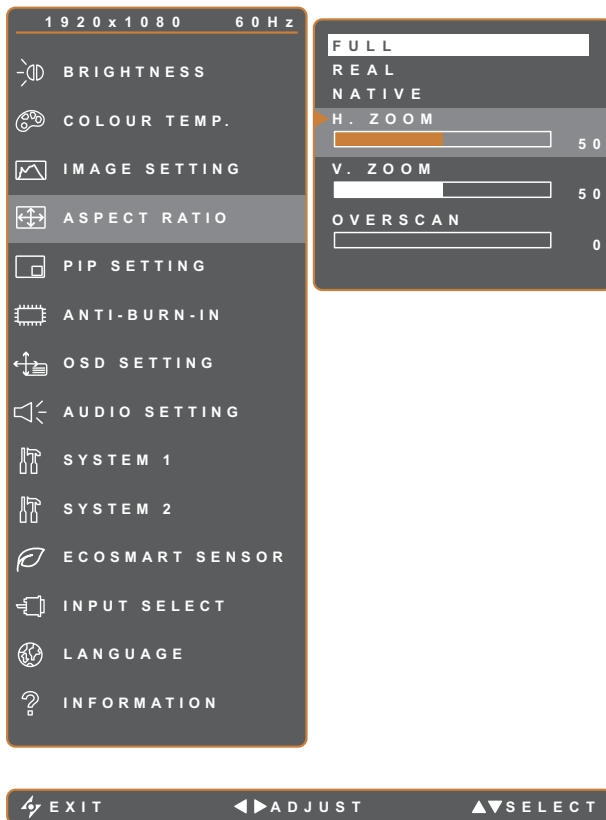 1920x1080 60Hz
BRIGHTNESS
COLOUR TEMP.
IMAGE SETTING
ASPECT RATIO
PIP SETTING
ANTI-BURN-IN
OSD SETTING
AUDIO SETTING
SYSTEM 1
SYSTEM 2
ECOSMART SENSOR
INPUT SELECT
LANGUAGE
INFORMATION
FULL
REAL
NATIVE
H. ZOOM
50
V. ZOOM
50
OVERSCAN
0
EXIT ADJUST SELECT